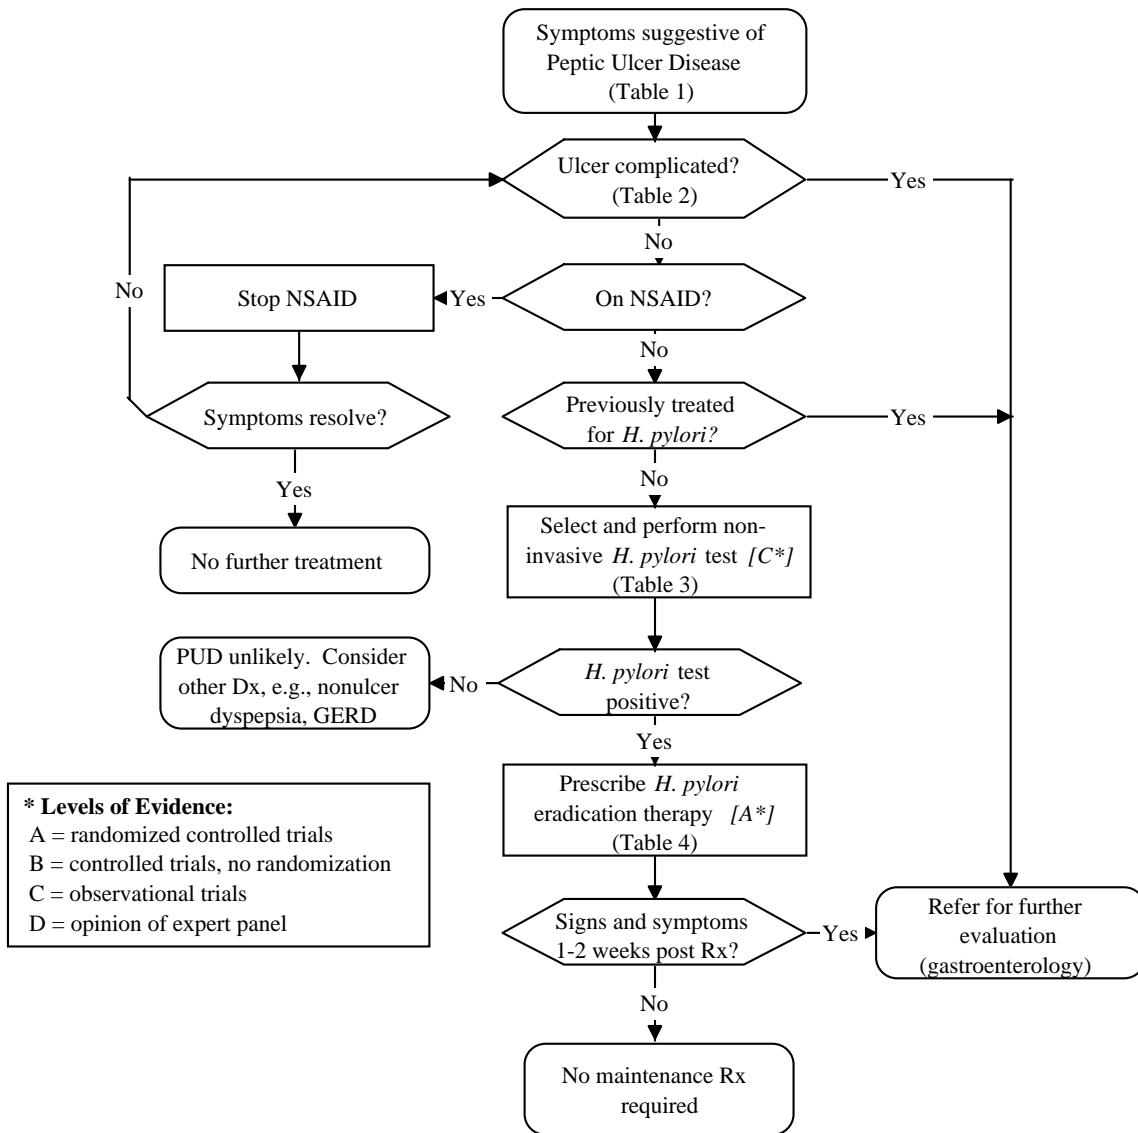 Symptoms suggestive of
Peptic Ulcer Disease
(Table 1)
Ulcer complicated?
(Table 2)
Yes
No
No
Stop NSAID
Yes
On NSAID?
No
Symptoms resolve?
Previously treated
for H. pylori?
Yes
Yes
No
No further treatment
Select and perform non-
invasive H. pylori test [C*]
(Table 3)
PUD unlikely. Consider
other Dx, e.g., nonulcer
dyspepsia, GERD
No
H. pylori test
positive?
Yes
Prescribe H. pylori
eradication therapy [A*]
(Table 4)
* Levels of Evidence:
A = randomized controlled trials
B = controlled trials, no randomization
C = observational trials
D = opinion of expert panel
Signs and symptoms
1-2 weeks post Rx?
Yes
Refer for further
evaluation
(gastroenterology)
No
No maintenance Rx
required